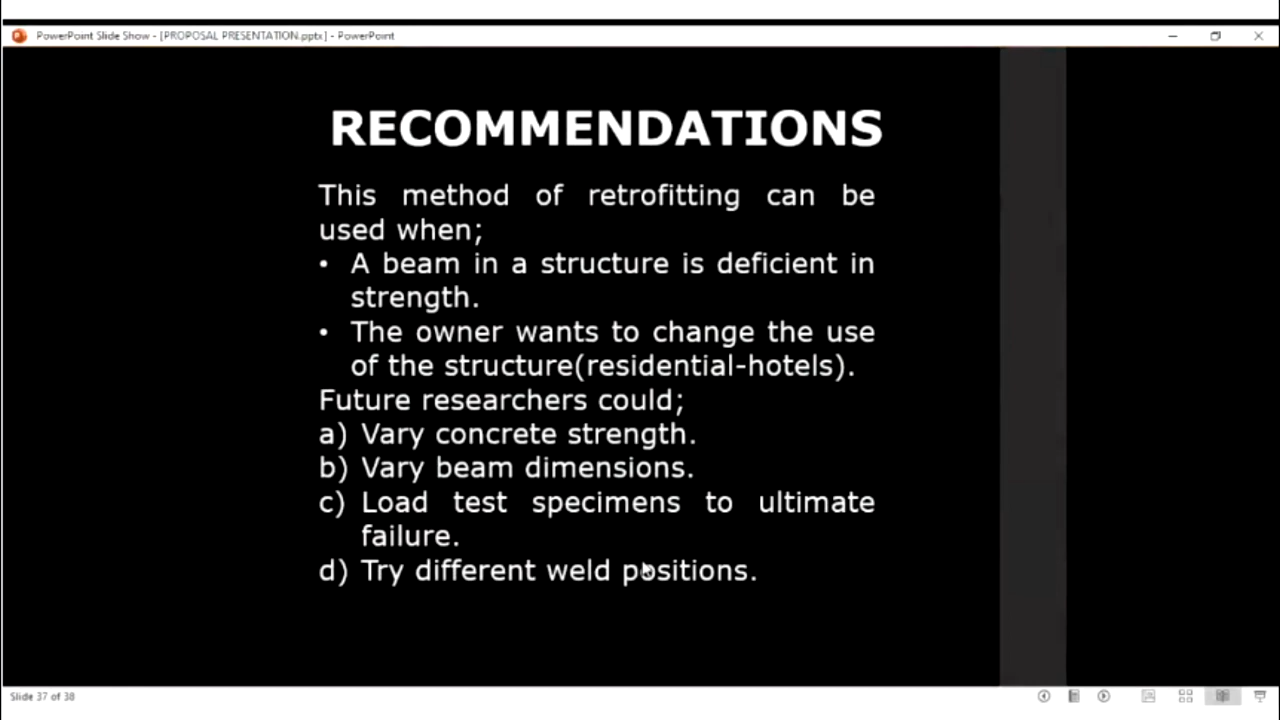 PowerPoint Slide Show - [PROPOSAL PRESENTATION.pptx] - PowerPoint
RECOMMENDATIONS
This method of retrofitting can be
used when;
• A beam in a structure is deficient in
strength.
• The owner wants to change the use
of the structure(residential-hotels).
Future researchers could;
a) Vary concrete strength.
b) Vary beam dimensions.
c) Load test specimens to ultimate
failure.
d) Try different weld positions.
Slide 37 of 38